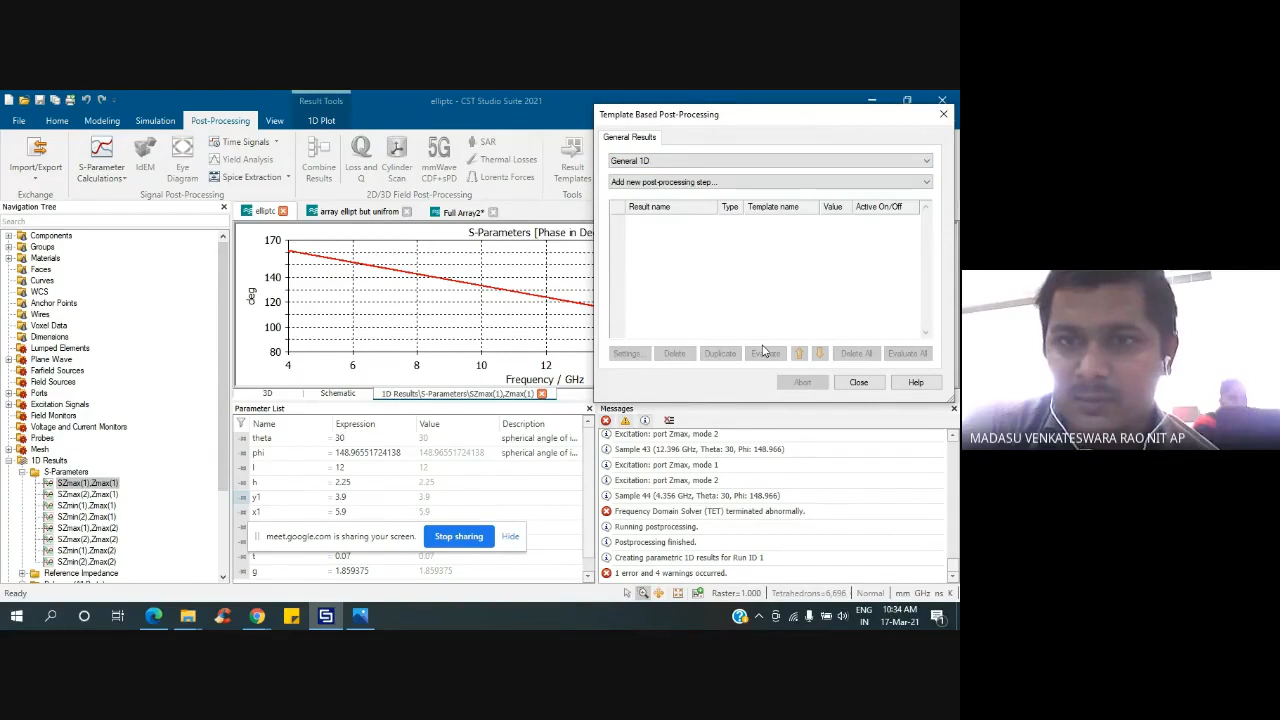 Result Tools
elliptc - CST Studio Suite 2021
File Home Modeling Simulation Post-Processing View 1D Plot
Import/Export
Exchange
S-Parameter Calculations
IdEM
Eye Diagram
Time Signals
Yield Analysis
Spice Extraction
Signal Post-Processing
Combine Results
Loss and Q
Cylinder Scan
5G
mmWave CDF+sPD
SAR
Thermal Losses
Lorentz Forces
2D/3D Field Post-Processing
Result Templates
Tools
Navigation Tree
Search
Components
Groups
Materials
Faces
Curves
WCS
Anchor Points
Wires
Voxel Data
Dimensions
Lumped Elements
Plane Wave
Farfield Sources
Field Sources
Ports
Excitation Signals
Field Monitors
Voltage and Current Monitors
Probes
Mesh
1D Results
S-Parameters
SZmax(1),Zmax(1)
SZmax(2),Zmax(1)
SZmin(1),Zmax(1)
SZmin(2),Zmax(1)
SZmax(1),Zmax(2)
SZmax(2),Zmax(2)
SZmin(1),Zmax(2)
SZmin(2),Zmax(2)
Reference Impedance
elliptc
array ellipt but unifrom
Full Array2*
S-Parameters [Phase in De
170
140
120
100
80
deg
4 6 8 10 12
Frequency / GHz
3D Schematic 1D Results\S-Parameters\SZmax(1),Zmax(1)
Parameter List
Name Expression Value Description
theta = 30 30 spherical angle of i...
phi = 148.96551724138 148.96551724138 spherical angle of i...
l = 12 12
h = 2.25 2.25
y1 = 3.9 3.9
x1 = 5.9 5.9
meet.google.com is sharing your screen. Stop sharing Hide
t = 0.07 0.07
g = 1.859375 1.859375
Template Based Post-Processing
General Results
General 1D
Add new post-processing step...
Result name Type Template name Value Active On/Off
Settings... Delete Duplicate Evaluate Delete All Evaluate All
Abort Close Help
Messages
Excitation: port Zmax, mode 2
Sample 43 (12.396 GHz, Theta: 30, Phi: 148.966)
Excitation: port Zmax, mode 1
Excitation: port Zmax, mode 2
Sample 44 (4.356 GHz, Theta: 30, Phi: 148.966)
Frequency Domain Solver (TET) terminated abnormally.
Running postprocessing.
Postprocessing finished.
Creating parametric 1D results for Run ID 1
1 error and 4 warnings occurred.
Ready
Raster=1.000 Tetrahedrons=6,696 Normal mm GHz ns K
ENG
IN
10:34 AM
17-Mar-21
1
MADASU VENKATESWARA RAO NIT AP